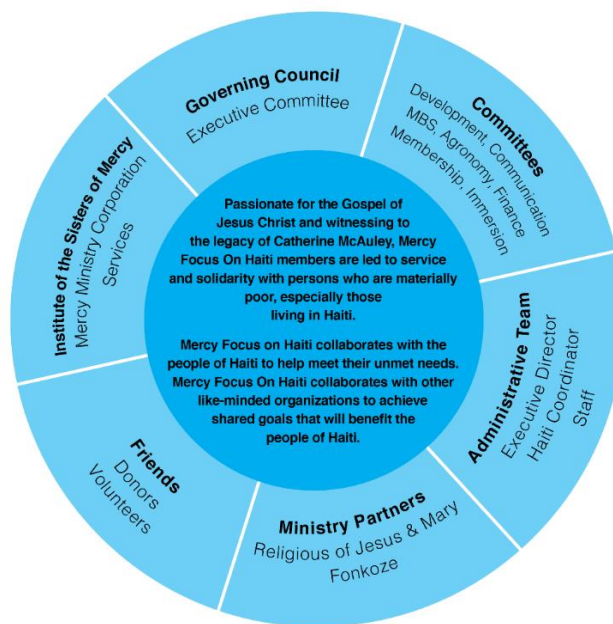 Governing Council
Executive Committee
Committees
Development, Communication
MBS, Agronomy, Finance
Membership, Immersion
Administrative Team
Executive Director
Haiti Coordinator
Staff
Ministry Partners
Religious of Jesus & Mary
Fonkoze
Friends
Donors
Volunteers
Institute of the Sisters of Mercy
Mercy Ministry Corporation
Services
Passionate for the Gospel of
Jesus Christ and witnessing to
the legacy of Catherine McAuley, Mercy
Focus On Haiti members are led to service
and solidarity with persons who are materially
poor, especially those
living in Haiti.
Mercy Focus on Haiti collaborates with the
people of Haiti to help meet their unmet needs.
Mercy Focus On Haiti collaborates with other
like-minded organizations to achieve
shared goals that will benefit the
people of Haiti.